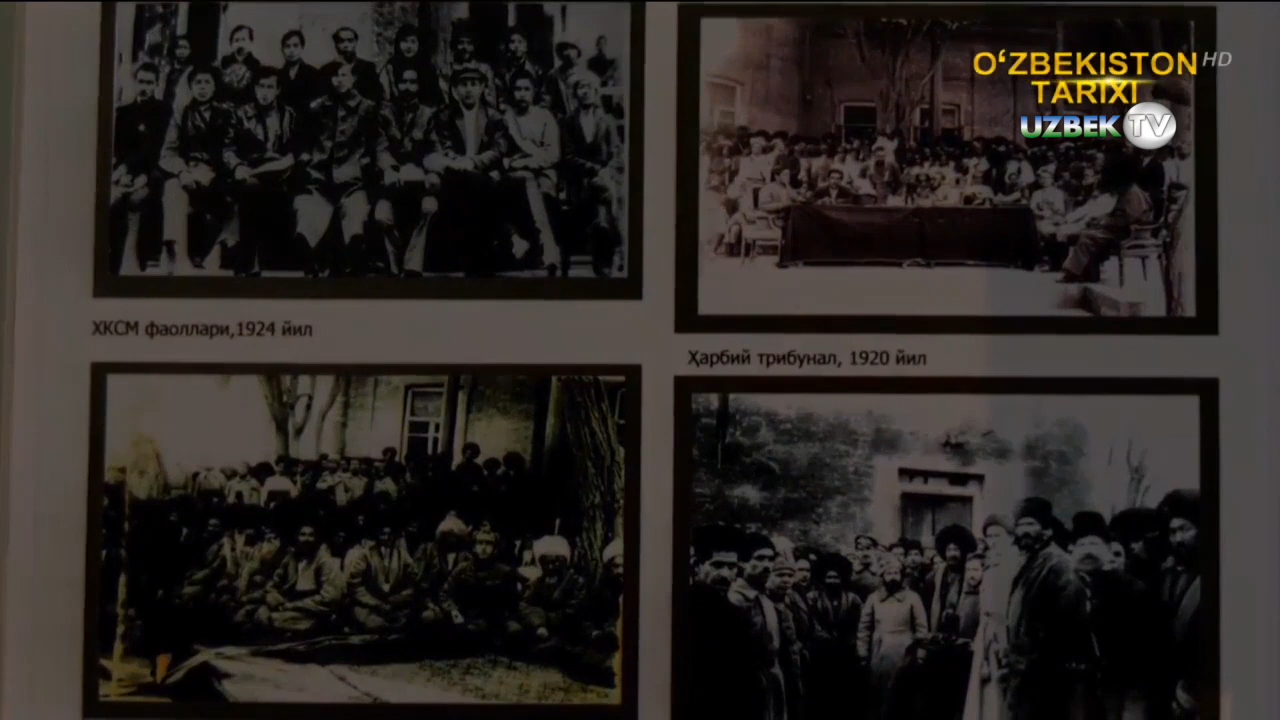 O‘ZBEKISTON HD
TARIXI
UZBEK TV
ХКСМ фаоллари,1924 йил
Ҳарбий трибунал, 1920 йил